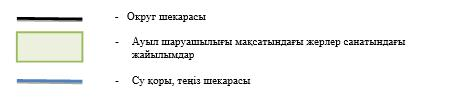 - Округ шекарасы
- Ауыл шаруашылығы мақсатындағы жерлер санатындағы
жайылымдар
- Су қоры, теңіз шекарасы